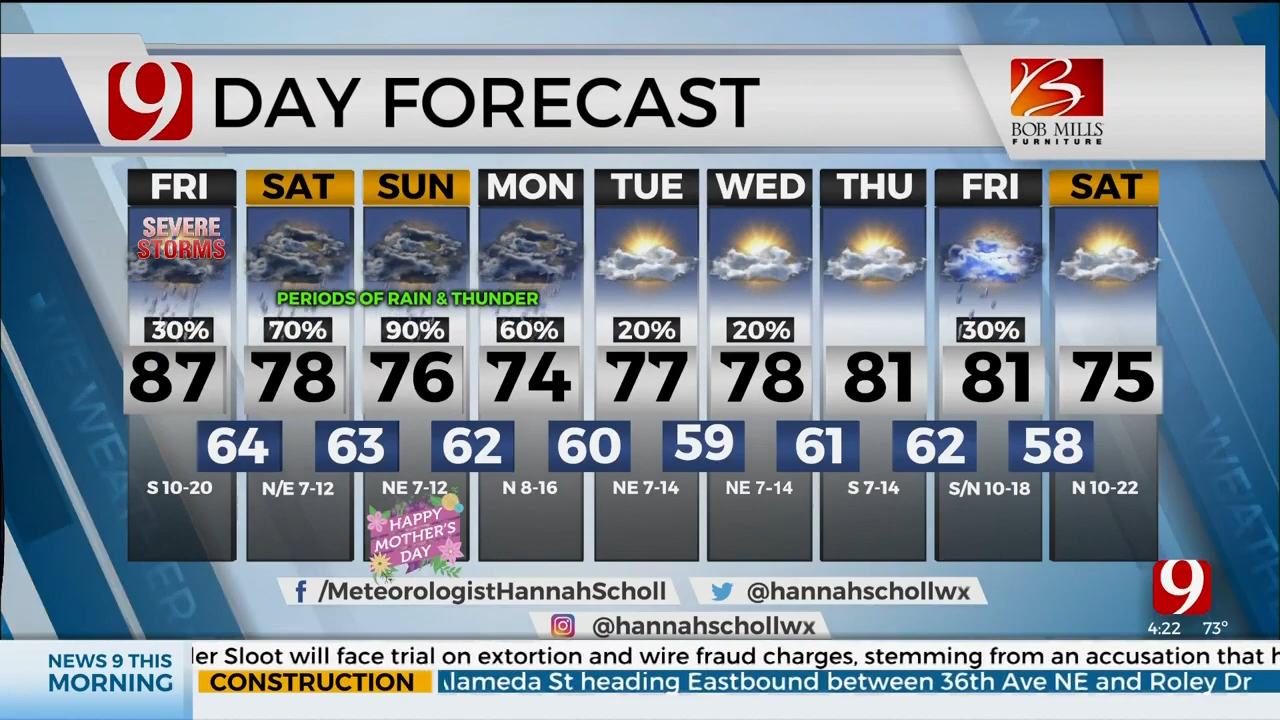 9 DAY FORECAST
BOB MILLS
FURNITURE
FRI SAT SUN MON TUE WED THU FRI SAT
SEVERE
STORMS
PERIODS OF RAIN & THUNDER
30% 70% 90% 60% 20% 20% 30%
87 78 76 74 77 78 81 81 75
64 63 62 60 59 61 62 58
S 10-20 N/E 7-12 NE 7-12 N 8-16 NE 7-14 NE 7-14 S 7-14 S/N 10-18 N 10-22
HAPPY
MOTHER'S
DAY
/MeteorologistHannahScholl @hannahschollwx
@hannahschollwx
9
4:22 73°
NEWS 9 THIS
MORNING
ler Sloot will face trial on extortion and wire fraud charges, stemming from an accusation that h
CONSTRUCTION lameda St heading Eastbound between 36th Ave NE and Roley Dr